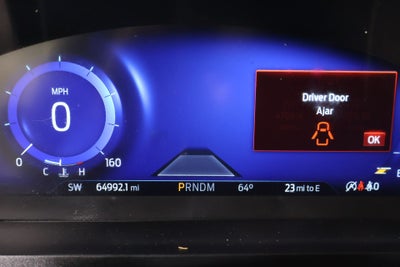 MPH
0
0 160
C H
Driver Door
Ajar
OK
SW 64992.1 mi PRNDM 64° 23 mi to E